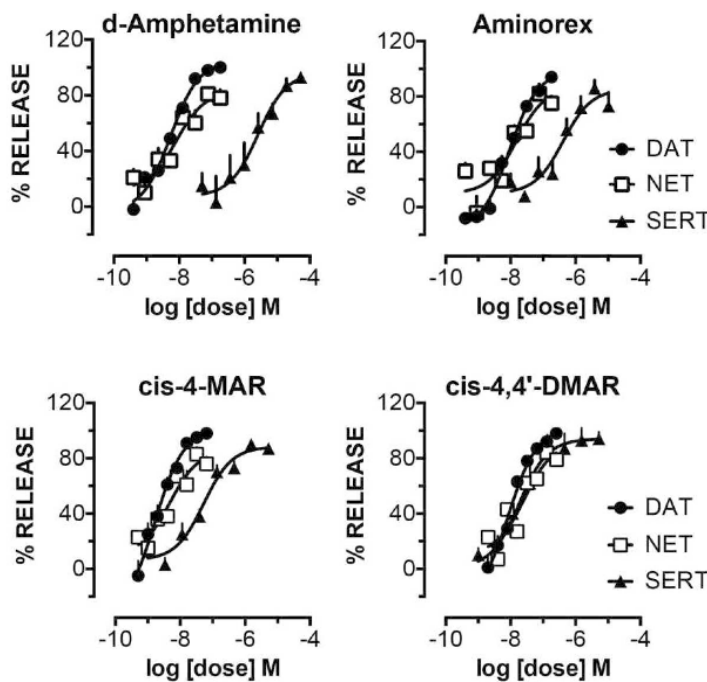 d-Amphetamine
% RELEASE
120
80
40
0
-10 -8 -6 -4
log [dose] M
Aminorex
% RELEASE
120
80
40
0
-10 -8 -6 -4
log [dose] M
DAT
NET
SERT
cis-4-MAR
% RELEASE
120
80
40
0
-10 -8 -6 -4
log [dose] M
cis-4,4'-DMAR
% RELEASE
120
80
40
0
-10 -8 -6 -4
log [dose] M
DAT
NET
SERT